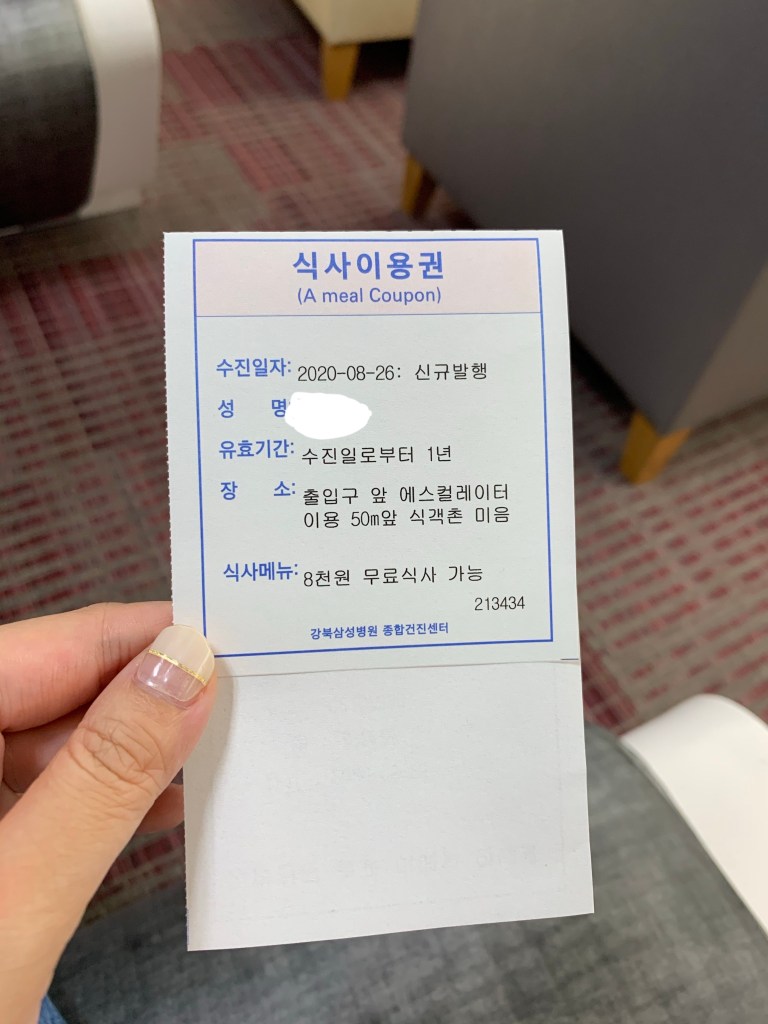 식사이용권
(A meal Coupon)
수진일자: 2020-08-26: 신규발행
성 명
유효기간: 수진일로부터 1년
장 소: 출입구 앞 에스컬레이터
이용 50m앞 식객촌 미음
식사메뉴: 8천원 무료식사 가능
213434
강북삼성병원 종합건진센터